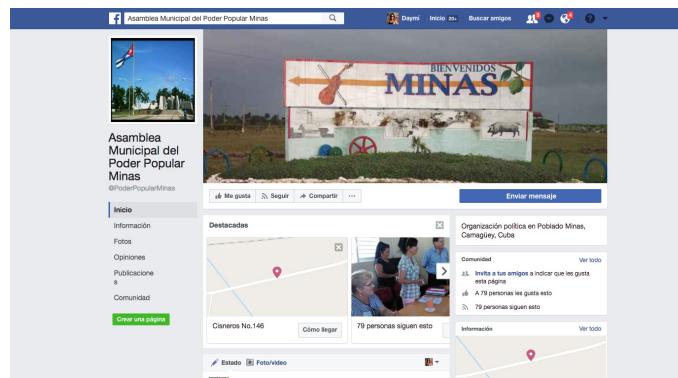 Asamblea Municipal del Poder Popular Minas
Daymí
Inicio 20+
Buscar amigos
BIENVENIDOS
MINAS
Asamblea
Municipal del
Poder Popular
Minas
@PoderPopularMinas
Me gusta
Seguir
Compartir
Enviar mensaje
Inicio
Información
Fotos
Opiniones
Publicacione
s
Comunidad
Crear una página
Destacadas
Cisneros No.146
Cómo llegar
79 personas siguen esto
Estado
Foto/video
Organización política en Poblado Minas,
Camagüey, Cuba
Comunidad
Ver todo
Invita a tus amigos a indicar que les gusta
esta página
A 79 personas les gusta esto
79 personas siguen esto
Información
Ver todo